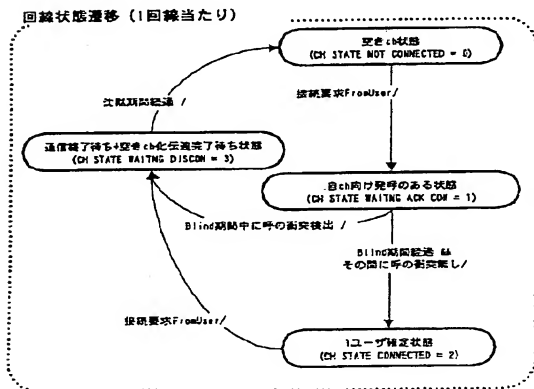 回線状態遷移 (1回線当たり)
空きch状態
(CH STATE NOT CONNECTED = 0)
沈黙期間経過 /
接続要求FromUser/
通信終了待ち+空きch化伝達完了待ち状態
(CH STATE WAITNG DISCON = 3)
自ch向け発呼のある状態
(CH STATE WAITNG ACK CON = 1)
Blind期間中に呼の衝突検出 /
Blind期間経過 &&
その間に呼の衝突無し/
接続要求FromUser/
1ユーザ確定状態
(CH STATE CONNECTED = 2)